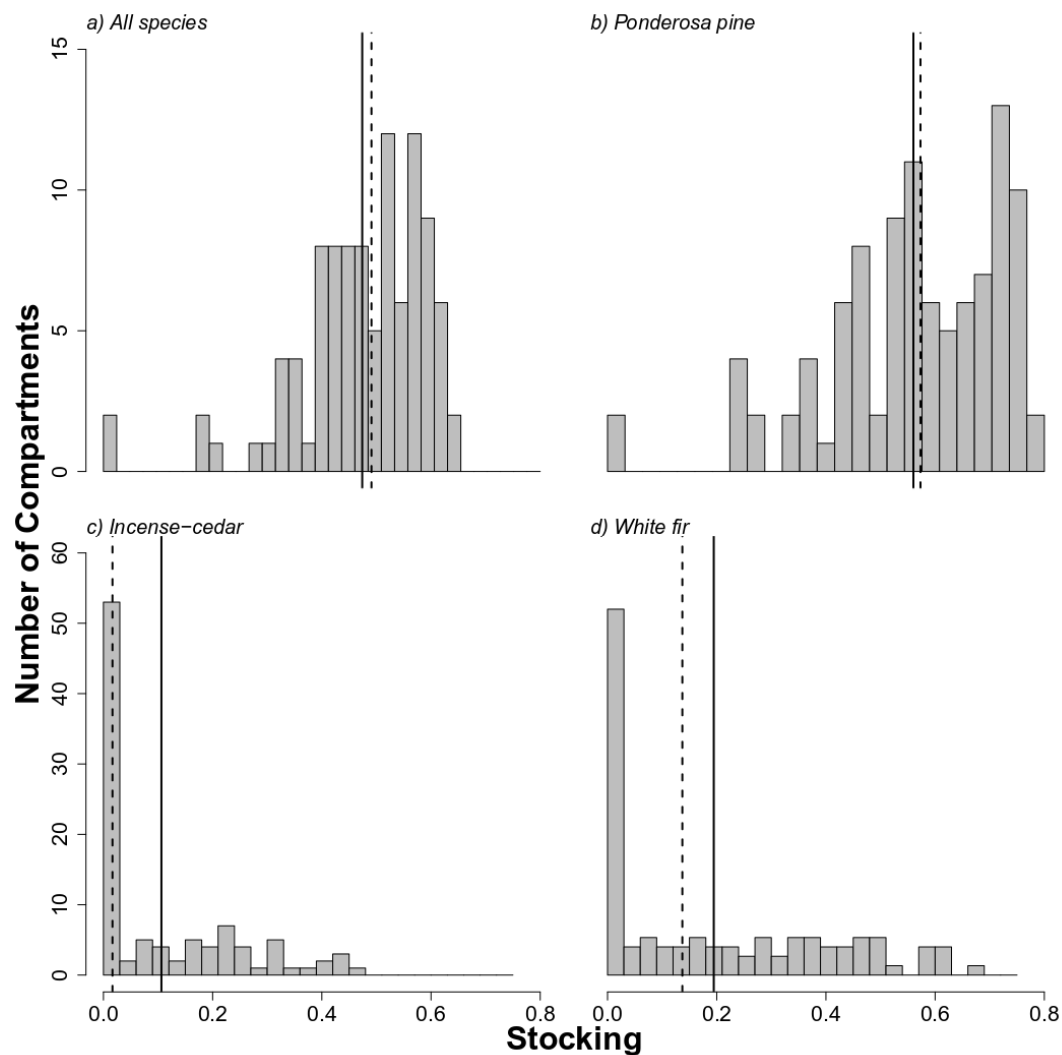 a) All species
b) Ponderosa pine
15
10
5
0
c) Incense-cedar
d) White fir
60
50
40
30
20
10
0
0.0 0.2 0.4 0.6 0.8
0.0 0.2 0.4 0.6 0.8
Number of Compartments
Stocking